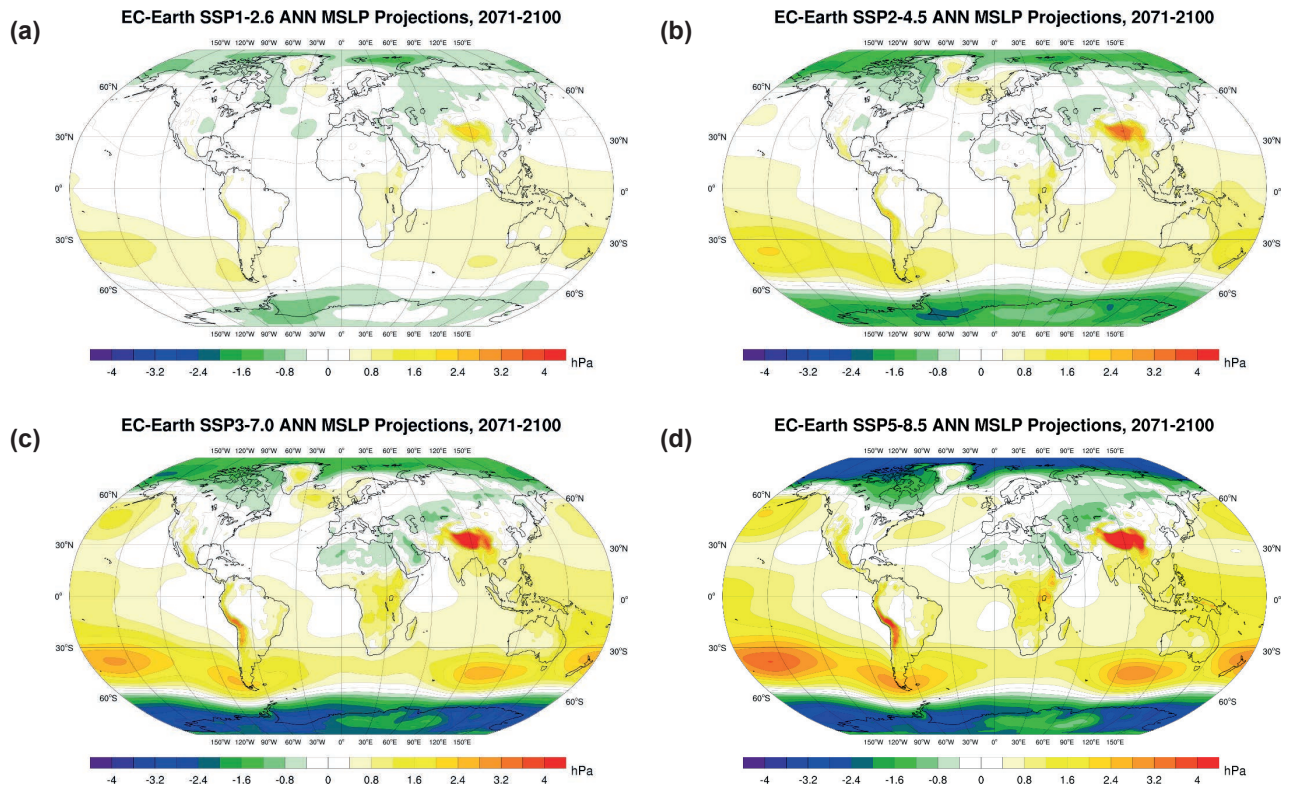 (a)
EC-Earth SSP1-2.6 ANN MSLP Projections, 2071-2100
150°W 120°W 90°W 60°W 30°W 0° 30°E 60°E 90°E 120°E 150°E
60°N 60°N
30°N 30°N
0° 0°
30°S 30°S
60°S 60°S
150°W 120°W 90°W 60°W 30°W 0° 30°E 60°E 90°E 120°E 150°E
-4 -3.2 -2.4 -1.6 -0.8 0 0.8 1.6 2.4 3.2 4 hPa
(b)
EC-Earth SSP2-4.5 ANN MSLP Projections, 2071-2100
150°W 120°W 90°W 60°W 30°W 0° 30°E 60°E 90°E 120°E 150°E
60°N 60°N
30°N 30°N
0° 0°
30°S 30°S
60°S 60°S
150°W 120°W 90°W 60°W 30°W 0° 30°E 60°E 90°E 120°E 150°E
-4 -3.2 -2.4 -1.6 -0.8 0 0.8 1.6 2.4 3.2 4 hPa
(c)
EC-Earth SSP3-7.0 ANN MSLP Projections, 2071-2100
150°W 120°W 90°W 60°W 30°W 0° 30°E 60°E 90°E 120°E 150°E
60°N 60°N
30°N 30°N
0° 0°
30°S 30°S
60°S 60°S
150°W 120°W 90°W 60°W 30°W 0° 30°E 60°E 90°E 120°E 150°E
-4 -3.2 -2.4 -1.6 -0.8 0 0.8 1.6 2.4 3.2 4 hPa
(d)
EC-Earth SSP5-8.5 ANN MSLP Projections, 2071-2100
150°W 120°W 90°W 60°W 30°W 0° 30°E 60°E 90°E 120°E 150°E
60°N 60°N
30°N 30°N
0° 0°
30°S 30°S
60°S 60°S
150°W 120°W 90°W 60°W 30°W 0° 30°E 60°E 90°E 120°E 150°E
-4 -3.2 -2.4 -1.6 -0.8 0 0.8 1.6 2.4 3.2 4 hPa